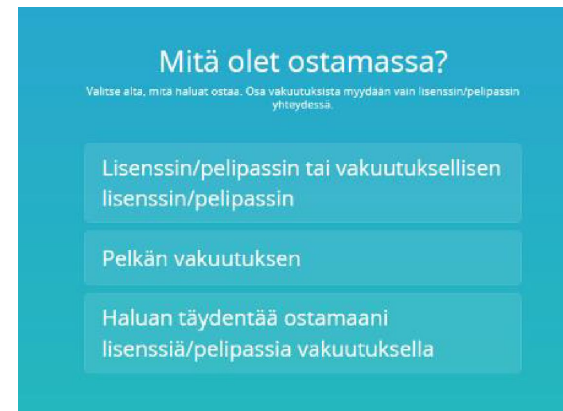 Mitä olet ostamassa?
Valitse alta, mitä haluat ostaa. Osa vakuutuksista myydään vain lisenssin/pelipassin
yhteydessä.
Lisenssin/pelipassin tai vakuutuksellisen
lisenssin/pelipassin
Pelkän vakuutuksen
Haluan täydentää ostamaani
lisenssiä/pelipassia vakuutuksella